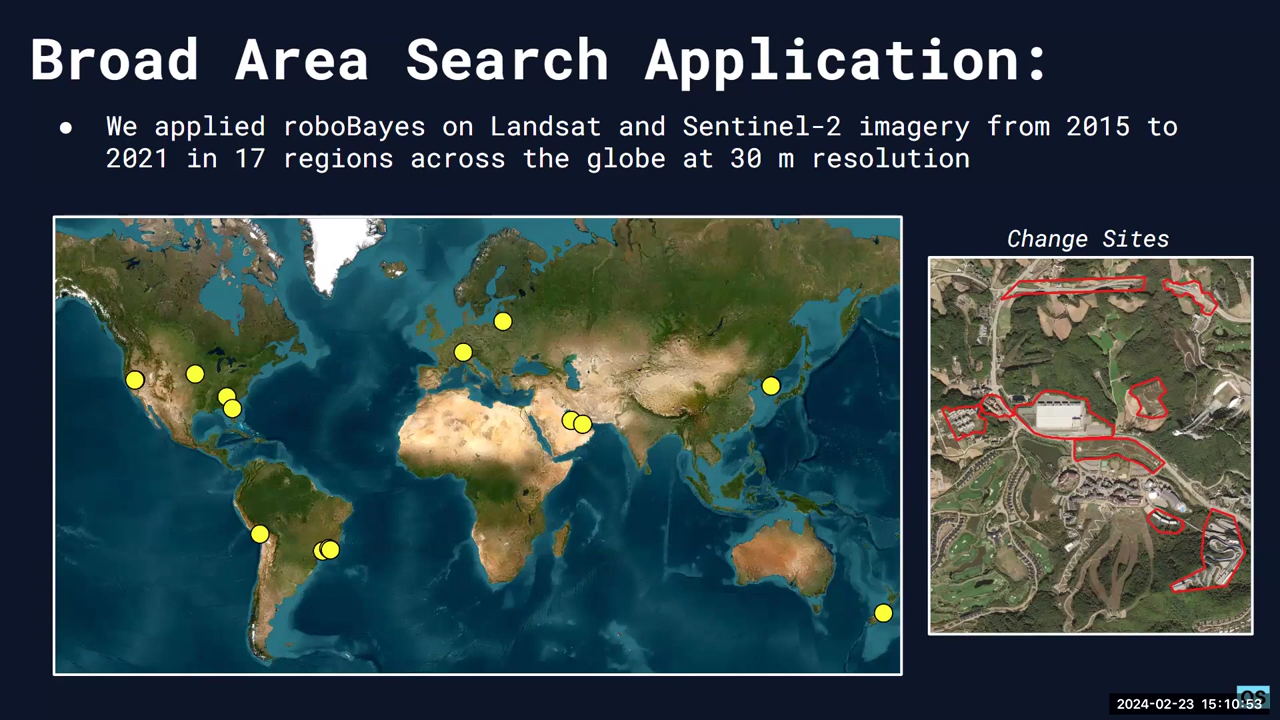 Broad Area Search Application:
● We applied roboBayes on Landsat and Sentinel-2 imagery from 2015 to
2021 in 17 regions across the globe at 30 m resolution
Change Sites
2024-02-23 15:10:53